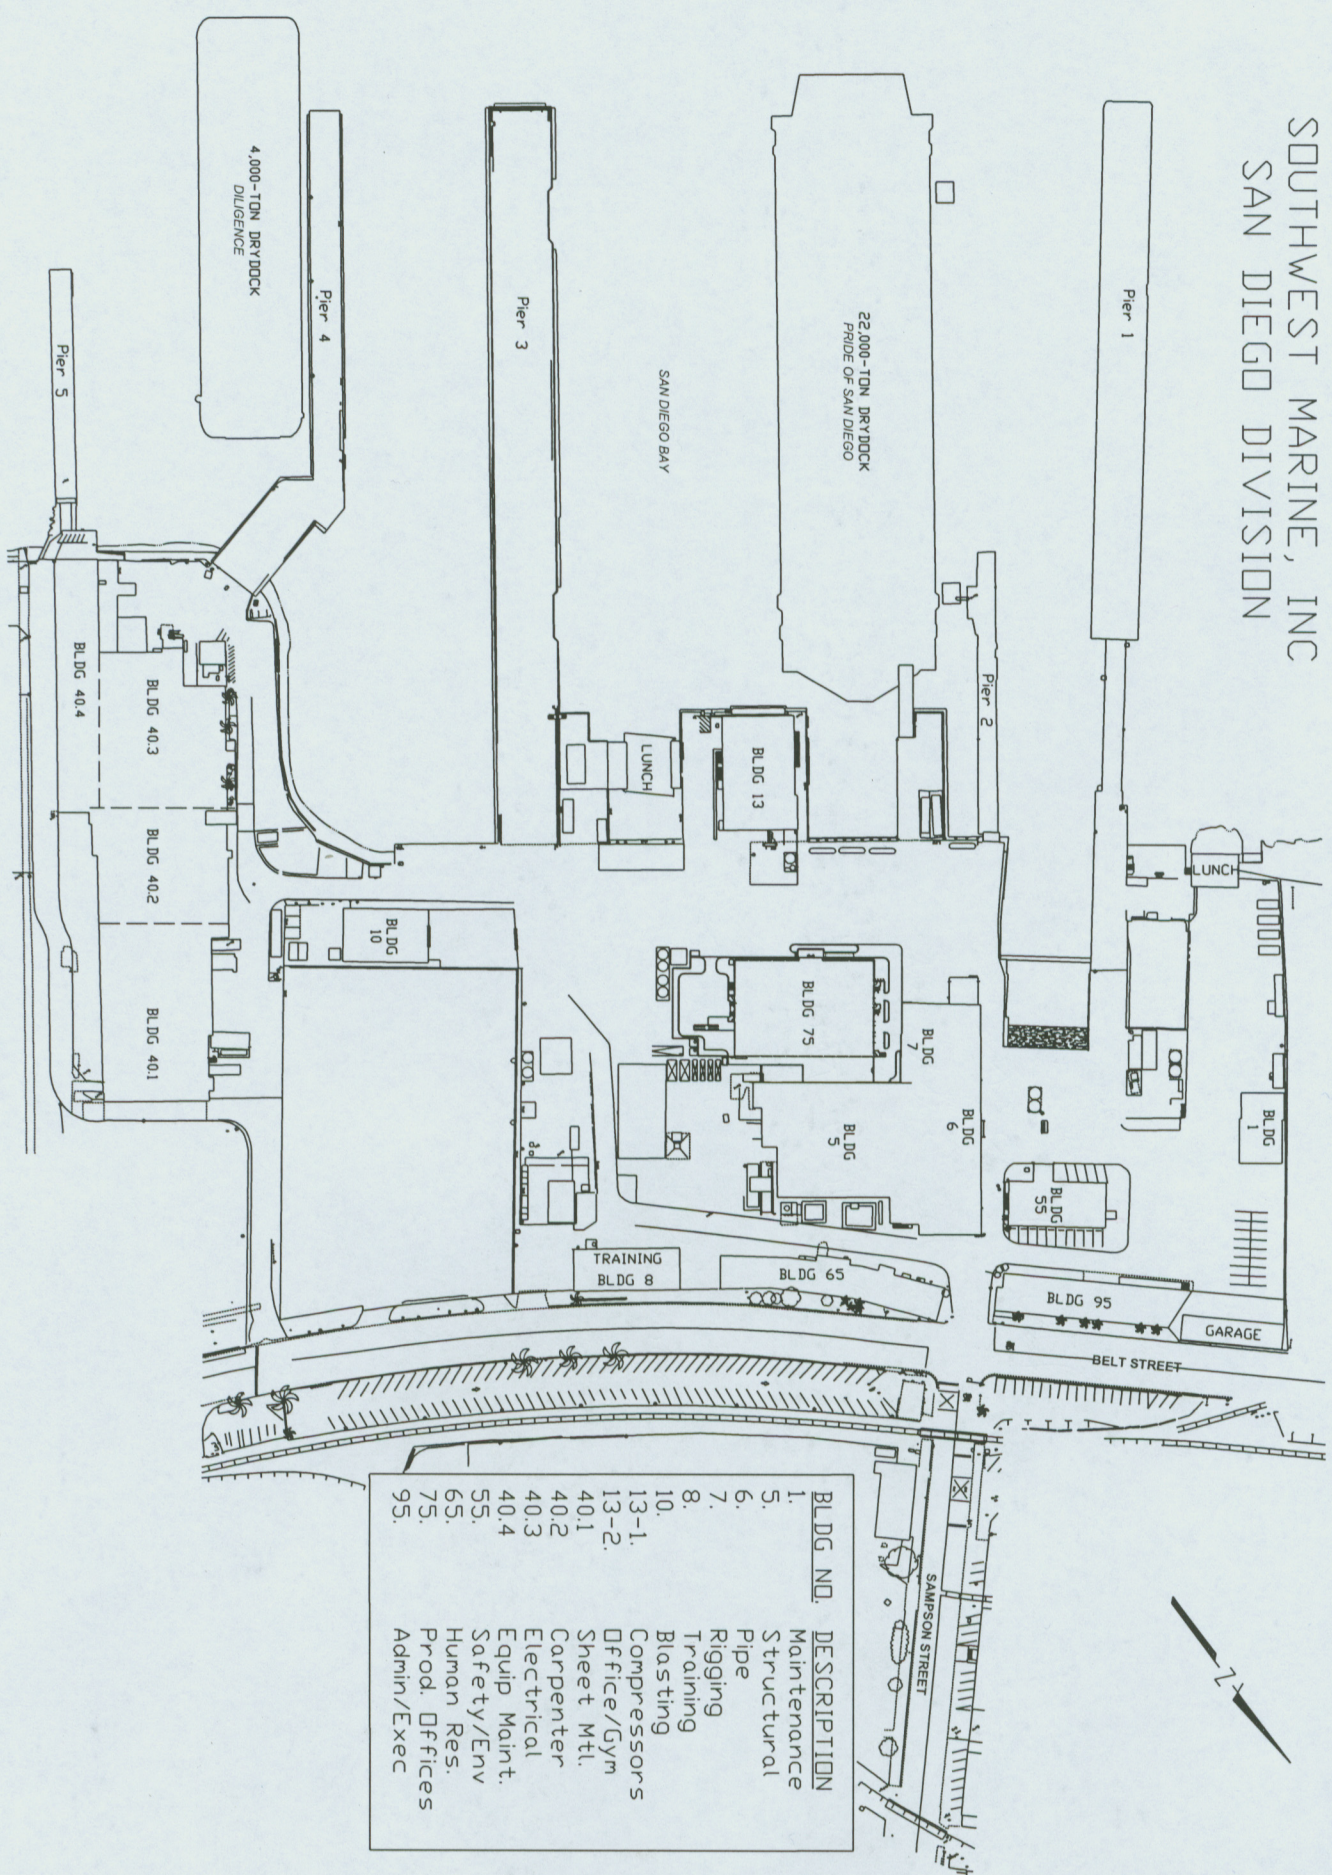 SOUTHWEST MARINE, INC
SAN DIEGO DIVISION
Pier 1
22,000-TON DRYDOCK
PRIDE OF SAN DIEGO
Pier 2
SAN DIEGO BAY
Pier 3
Pier 4
4,000-TON DRYDOCK
DILIGENCE
Pier 5
LUNCH
BLDG 13
LUNCH
BLDG 40.4
BLDG 40.3
BLDG 40.2
BLDG 40.1
BLDG
10
BLDG 75
BLDG
7
BLDG
6
BLDG
5
BLDG
1
BLDG
55
TRAINING
BLDG 8
BLDG 65
BLDG 95
GARAGE
BELT STREET
SAMPSON STREET
BLDG NO. DESCRIPTION
1. Maintenance
5. Structural
6. Pipe
7. Rigging
8. Training
10. Blasting
13-1. Compressors
13-2. Office/Gym
40.1 Sheet Mtl.
40.2 Carpenter
40.3 Electrical
40.4 Equip Maint.
55. Safety/Env
65. Human Res.
75. Prod. Offices
95. Admin/Exec
N